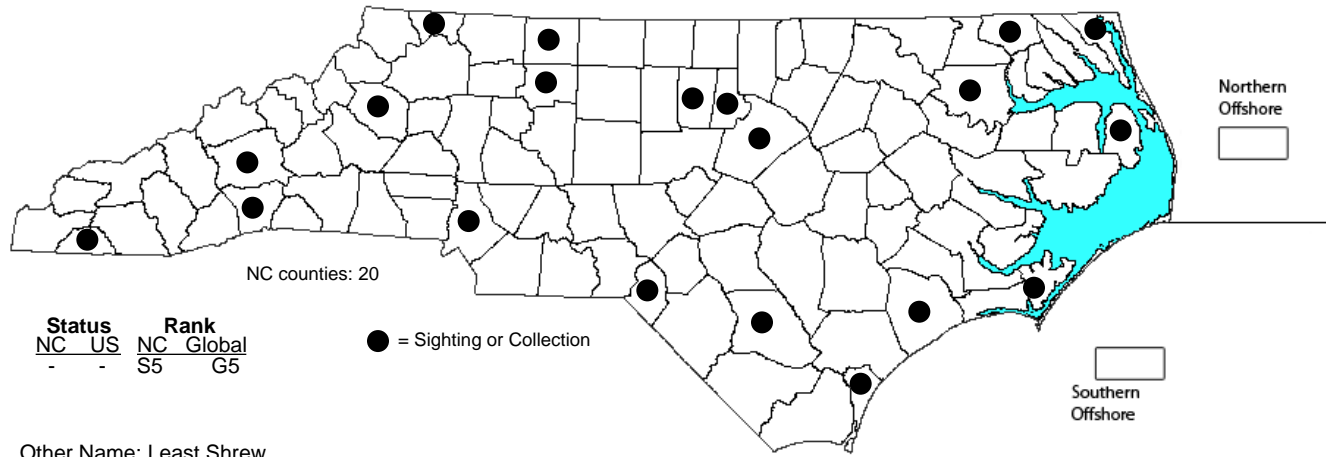 Northern
Offshore
NC counties: 20
Status Rank
NC US NC Global
- - S5 G5
= Sighting or Collection
Southern
Offshore
Other Name: Least Shrew